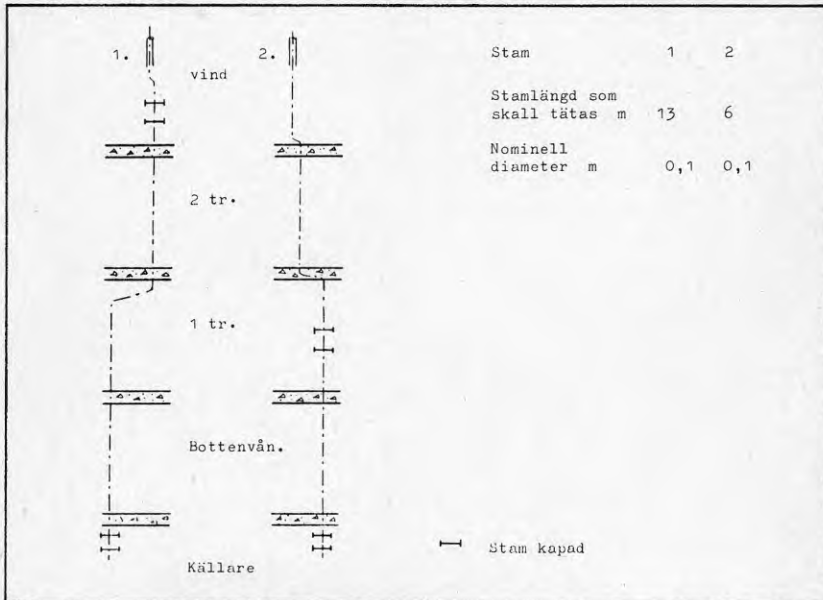 1.
2.
vind
2 tr.
1 tr.
Bottenvån.
Källare
Stam 1 2
Stamlängd som
skall tätas m 13 6
Nominell
diameter m 0,1 0,1
Stam kapad